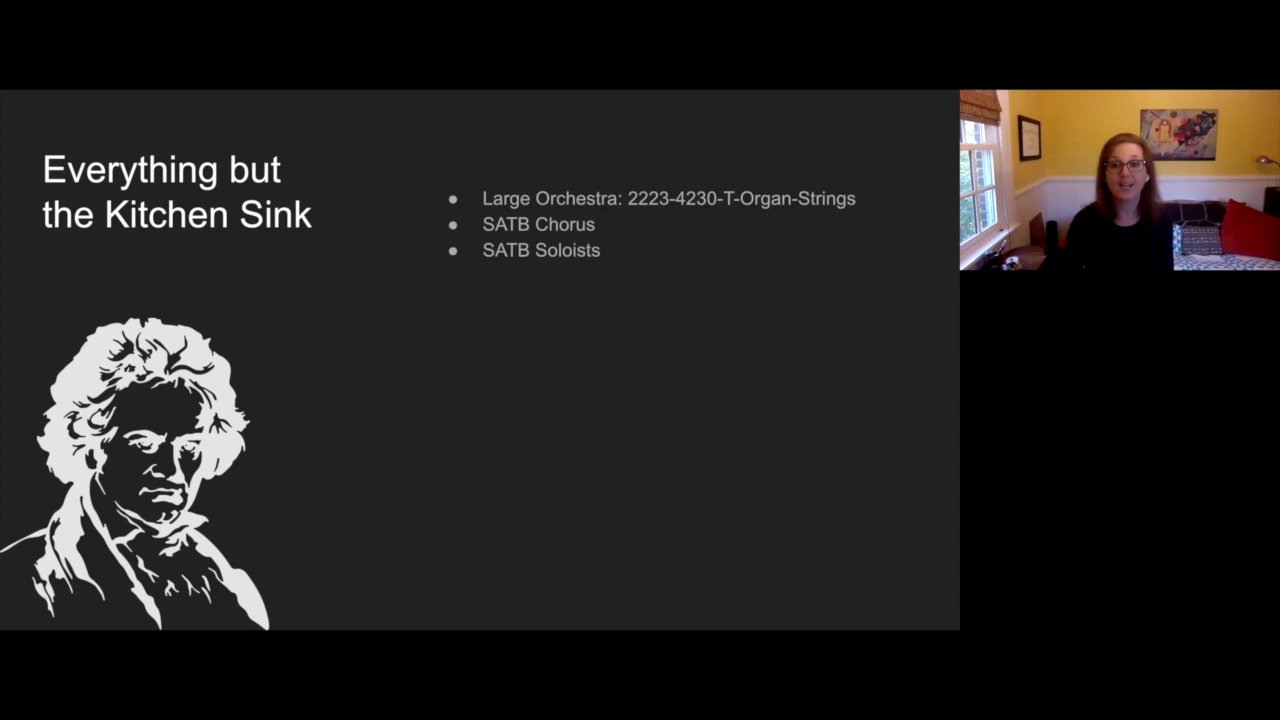 Everything but
the Kitchen Sink
● Large Orchestra: 2223-4230-T-Organ-Strings
● SATB Chorus
● SATB Soloists